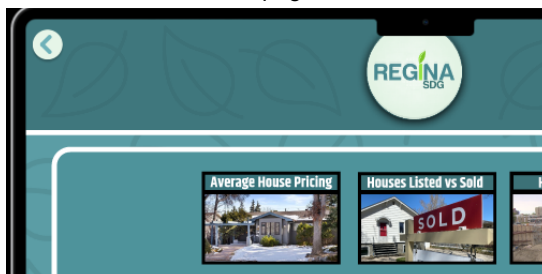 REGINA
SDG
Average House Pricing
Houses Listed vs Sold
SOLD